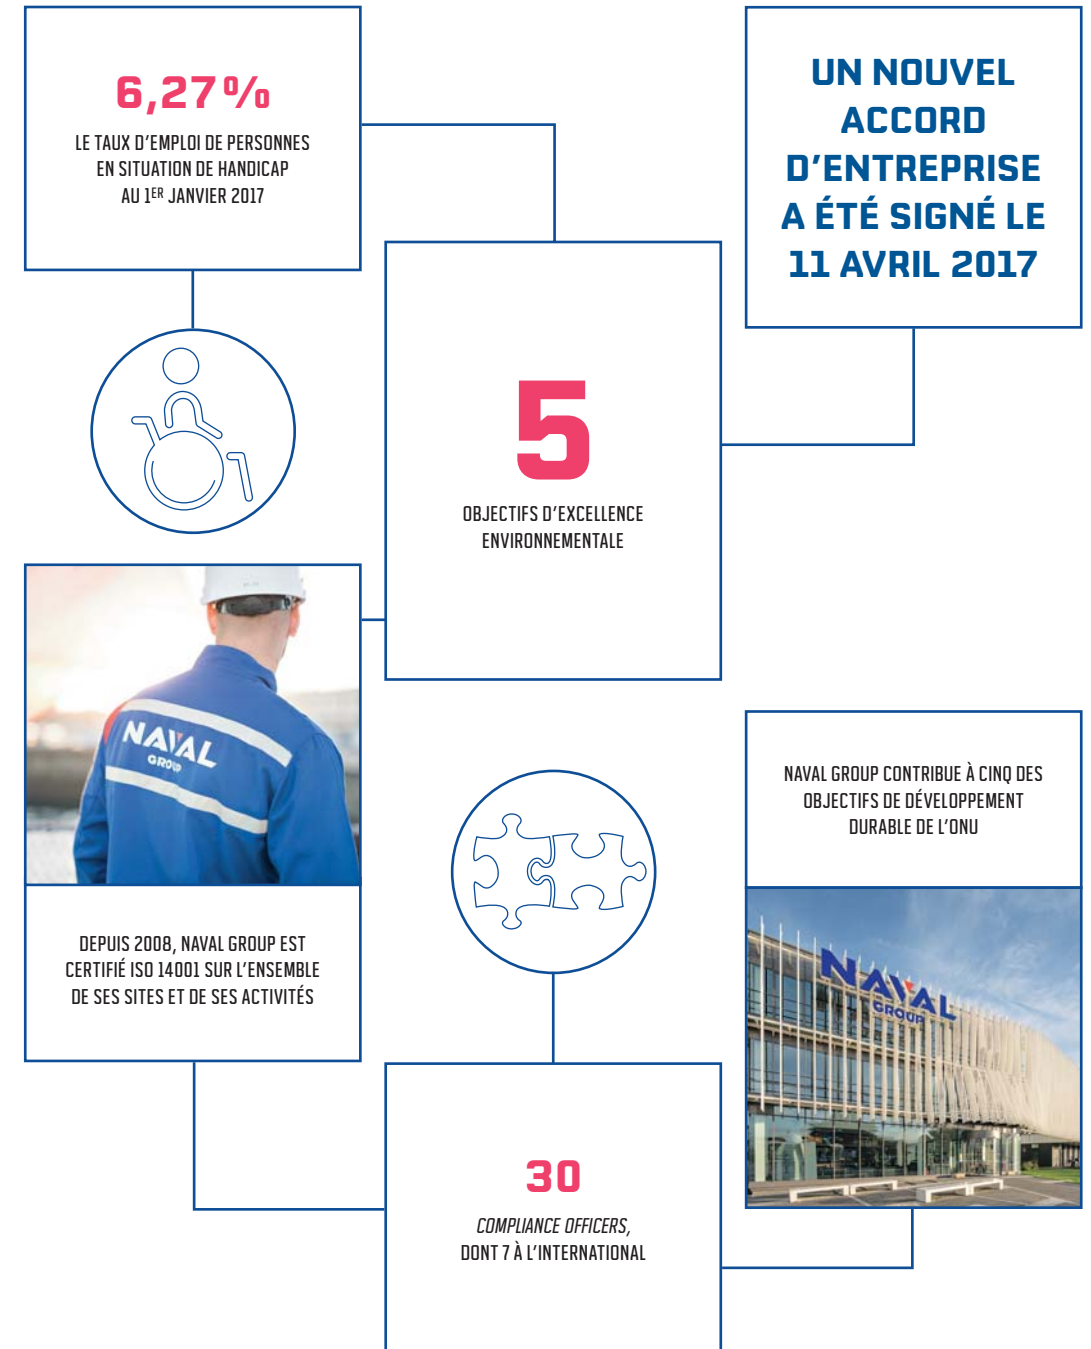 6,27 %
LE TAUX D'EMPLOI DE PERSONNES
EN SITUATION DE HANDICAP
AU 1ER JANVIER 2017
UN NOUVEL
ACCORD
D'ENTREPRISE
A ÉTÉ SIGNÉ LE
11 AVRIL 2017
5
OBJECTIFS D'EXCELLENCE
ENVIRONNEMENTALE
NAVAL
GROUP
DEPUIS 2008, NAVAL GROUP EST
CERTIFIÉ ISO 14001 SUR L'ENSEMBLE
DE SES SITES ET DE SES ACTIVITÉS
NAVAL GROUP CONTRIBUE À CINQ DES
OBJECTIFS DE DÉVELOPPEMENT
DURABLE DE L'ONU
NAVAL
GROUP
30
COMPLIANCE OFFICERS,
DONT 7 À L'INTERNATIONAL